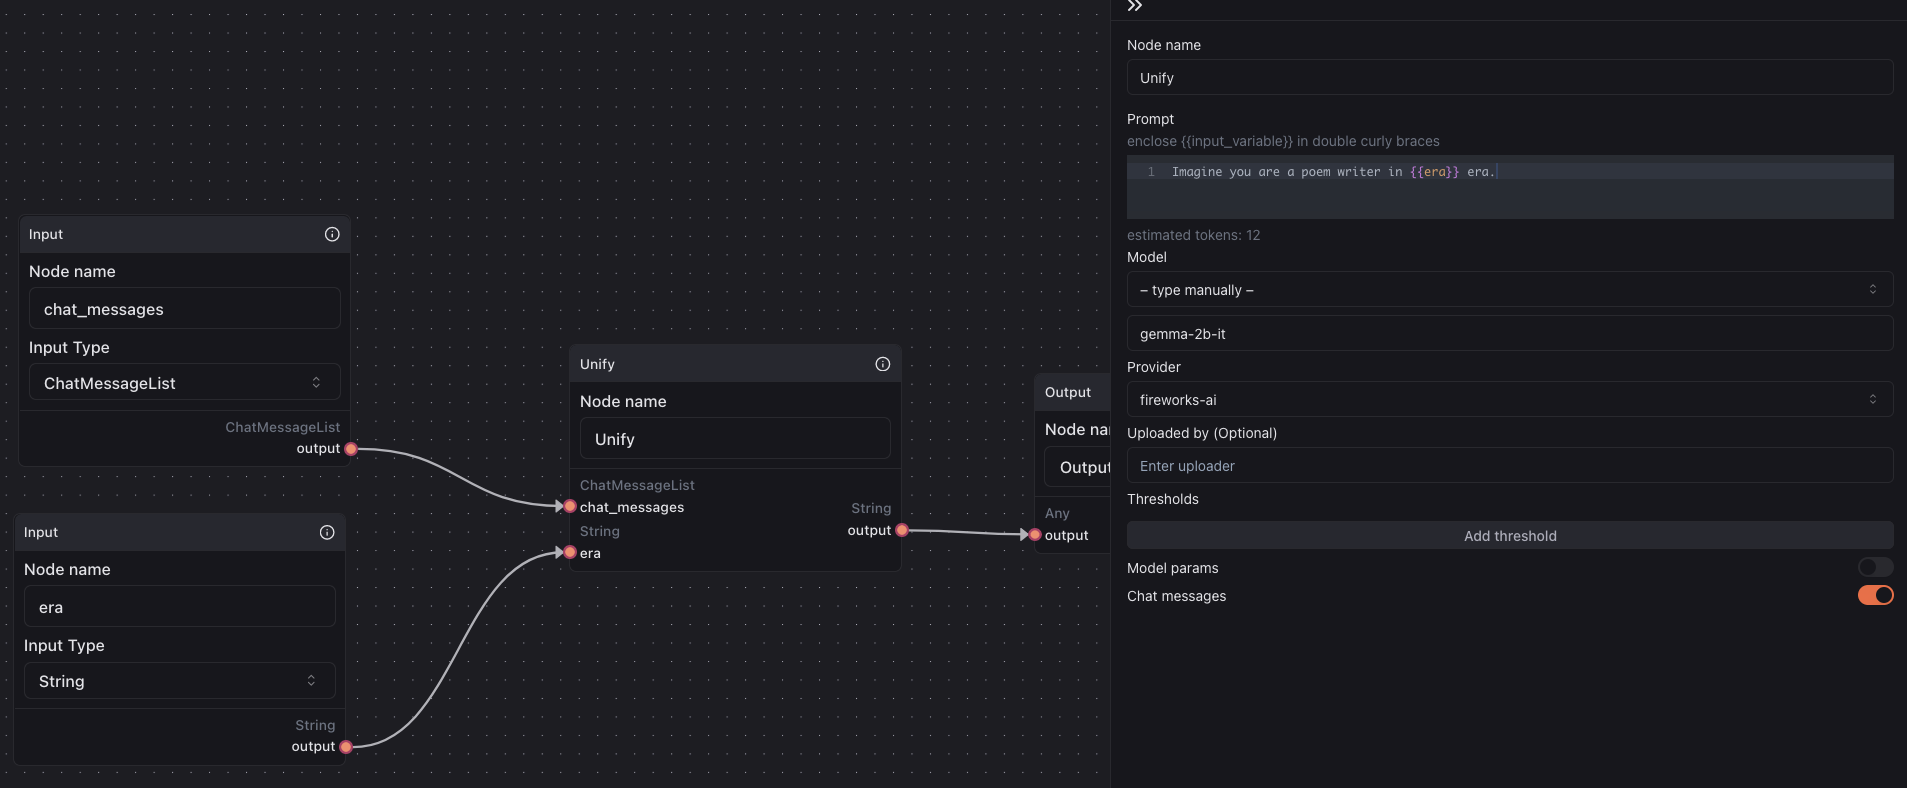 Input
Node name
chat_messages
Input Type
ChatMessageList
ChatMessageList
output
Input
Node name
era
Input Type
String
String
output
Unify
Node name
Unify
ChatMessageList
chat_messages
String
output
String
era
Output
Node na
Output
Any
output
Node name
Unify
Prompt
enclose {{input_variable}} in double curly braces
1 Imagine you are a poem writer in {{era}} era.
estimated tokens: 12
Model
– type manually –
gemma-2b-it
Provider
fireworks-ai
Uploaded by (Optional)
Enter uploader
Thresholds
Add threshold
Model params
Chat messages